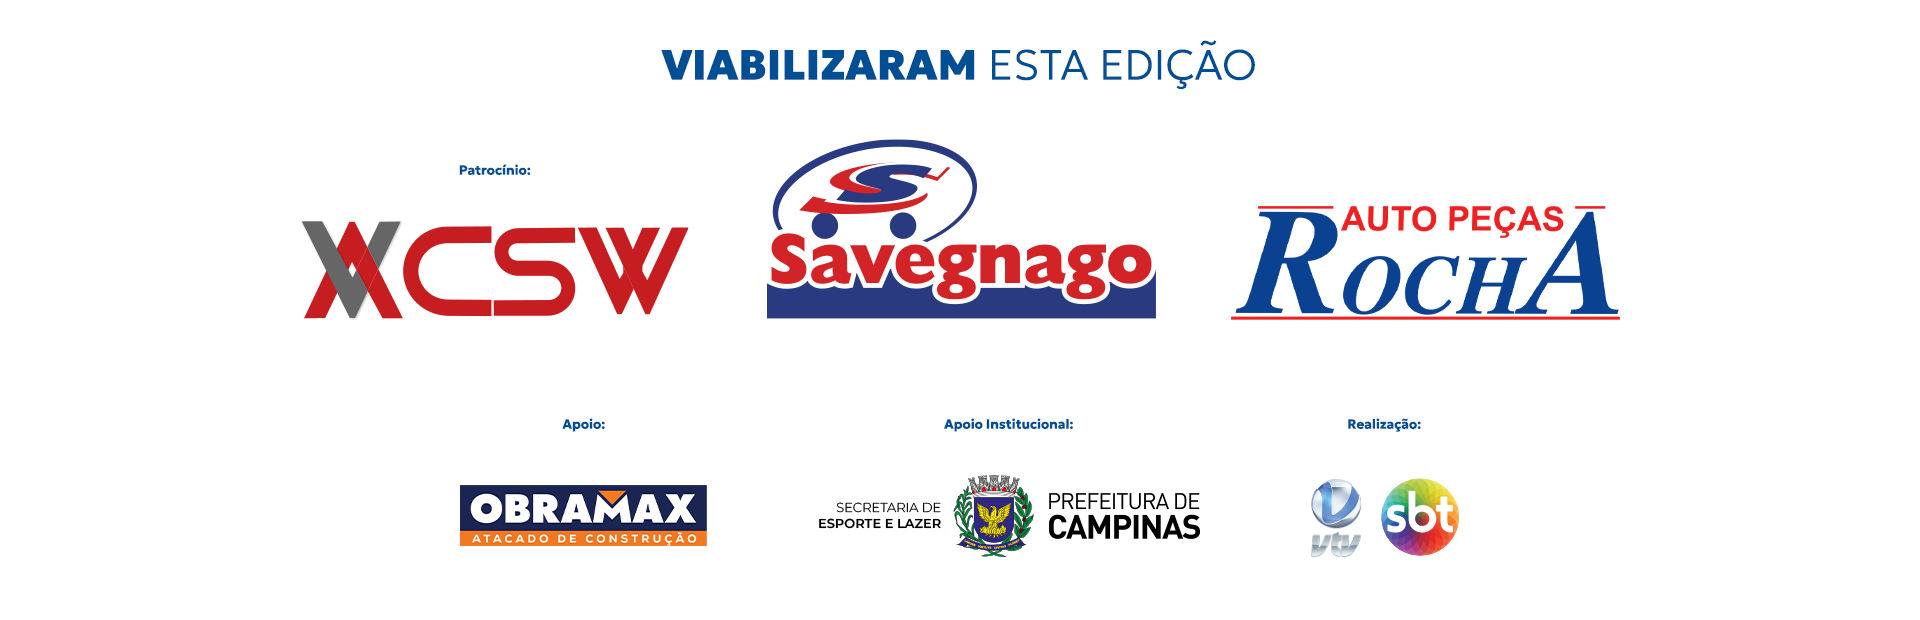 VIABILIZARAM ESTA EDIÇÃO
Patrocínio:
CSW
Savegnago
AUTO PEÇAS
ROCHA
Apoio:
OBRAMAX
ATACADO DE CONSTRUÇÃO
Apoio Institucional:
SECRETARIA DE
ESPORTE E LAZER
PREFEITURA DE
CAMPINAS
Realização:
vtv
sbt